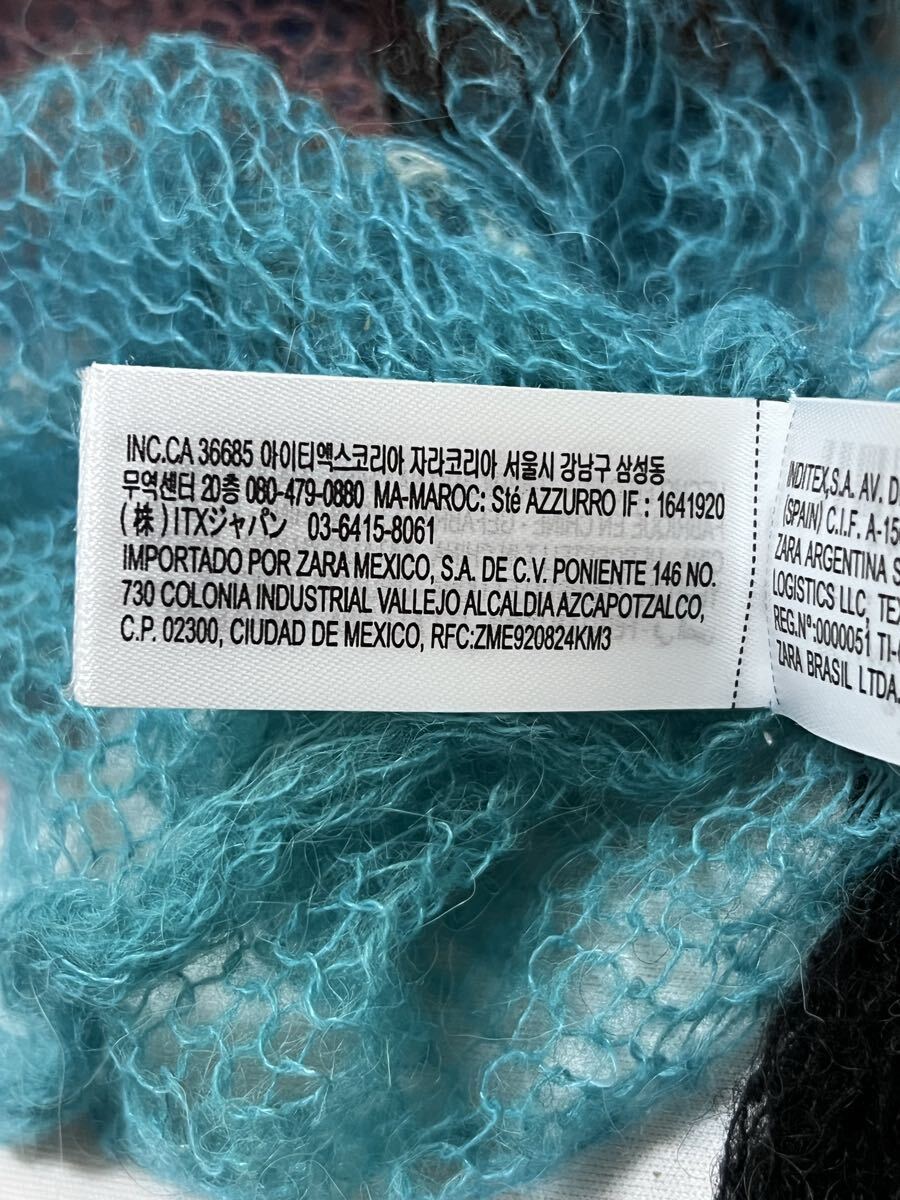 INC.CA 36685 아이티엑스코리아 자라코리아 서울시 강남구 삼성동
무역센터 20층 080-479-0880 MA-MAROC: Sté AZZURRO IF : 1641920
(株)ITXジャパン 03-6415-8061
IMPORTADO POR ZARA MEXICO, S.A. DE C.V. PONIENTE 146 NO.
730 COLONIA INDUSTRIAL VALLEJO ALCALDIA AZCAPOTZALCO,
C.P. 02300, CIUDAD DE MEXICO, RFC:ZME920824KM3
INDITEX,S.A. AV. D
(SPAIN) C.I.F. A-15
ZARA ARGENTINA S
LOGISTICS LLC, TEX
REG.Nº:0000051 TI-
ZARA BRASIL LTDA.